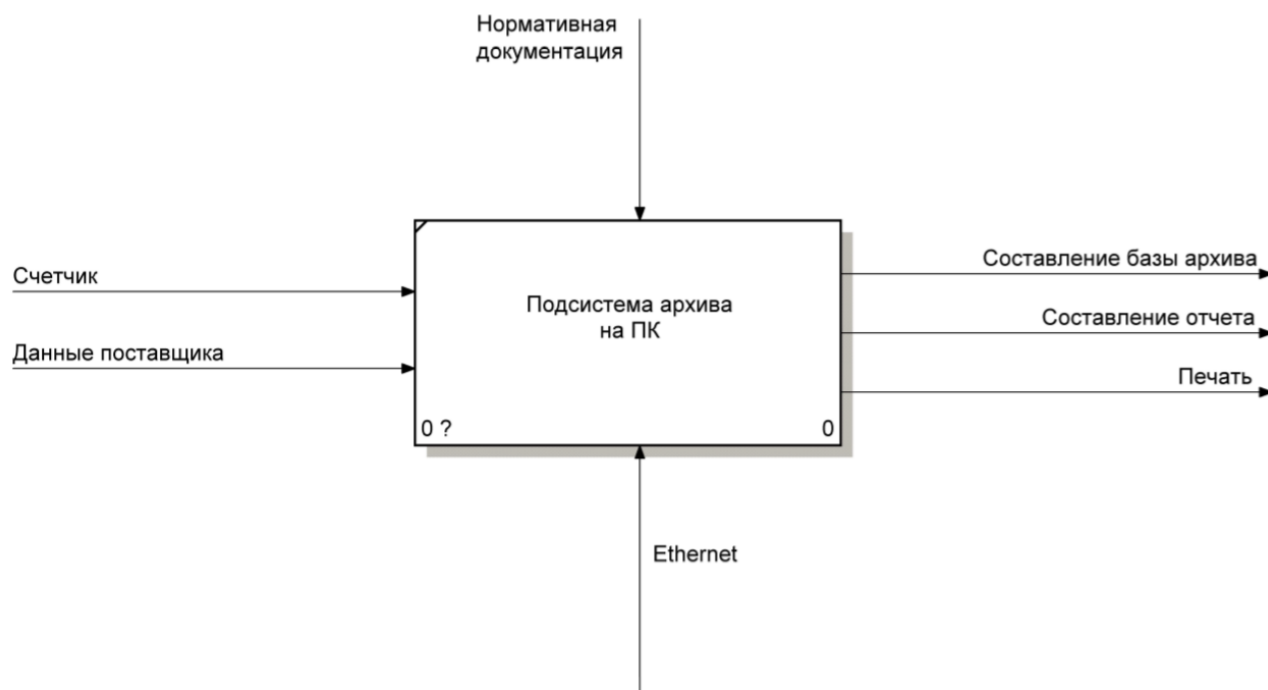 Нормативная
документация
Счетчик
Данные поставщика
Подсистема архива
на ПК
0 ?
0
Составление базы архива
Составление отчета
Печать
Ethernet